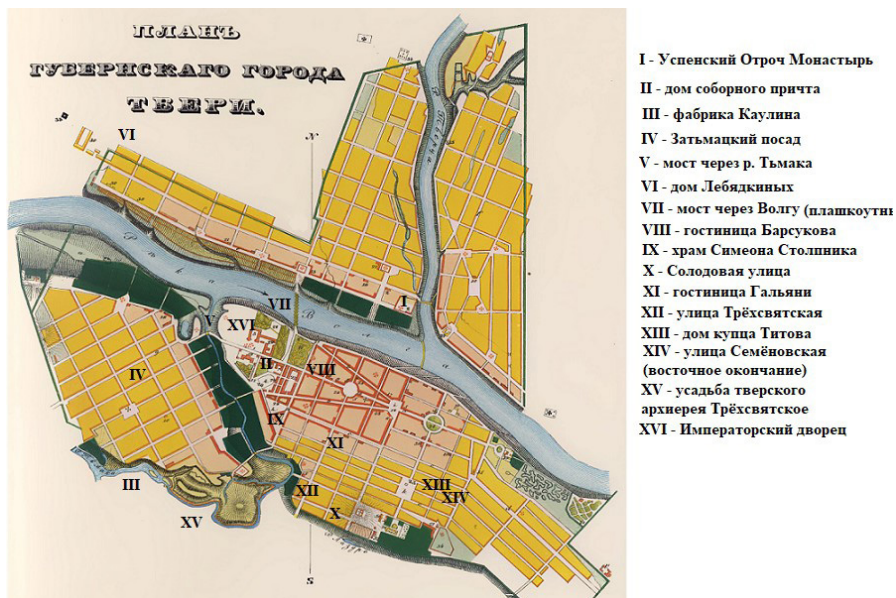 ПЛАНЪ
ГУБЕРНСКАГО ГОРОДА
ТВЕРИ.
I - Успенский Отроч Монастырь
II - дом соборного причта
III - фабрика Каулина
IV - Затьмацкий посад
V - мост через р. Тьмака
VI - дом Лебядкиных
VII - мост через Волгу (плашкоутны
VIII - гостиница Барсукова
IX - храм Симеона Столпника
X - Солодовая улица
XI - гостиница Гальяни
XII - улица Трёхсвятская
XIII - дом купца Титова
XIV - улица Семёновская
(восточное окончание)
XV - усадьба тверского
архиерея Трёхсвятское
XVI - Императорский дворец
VI
N
VII
I
V
XVI
IV
II
VIII
IX
XI
III
XII
XIII
XIV
XV
X
S